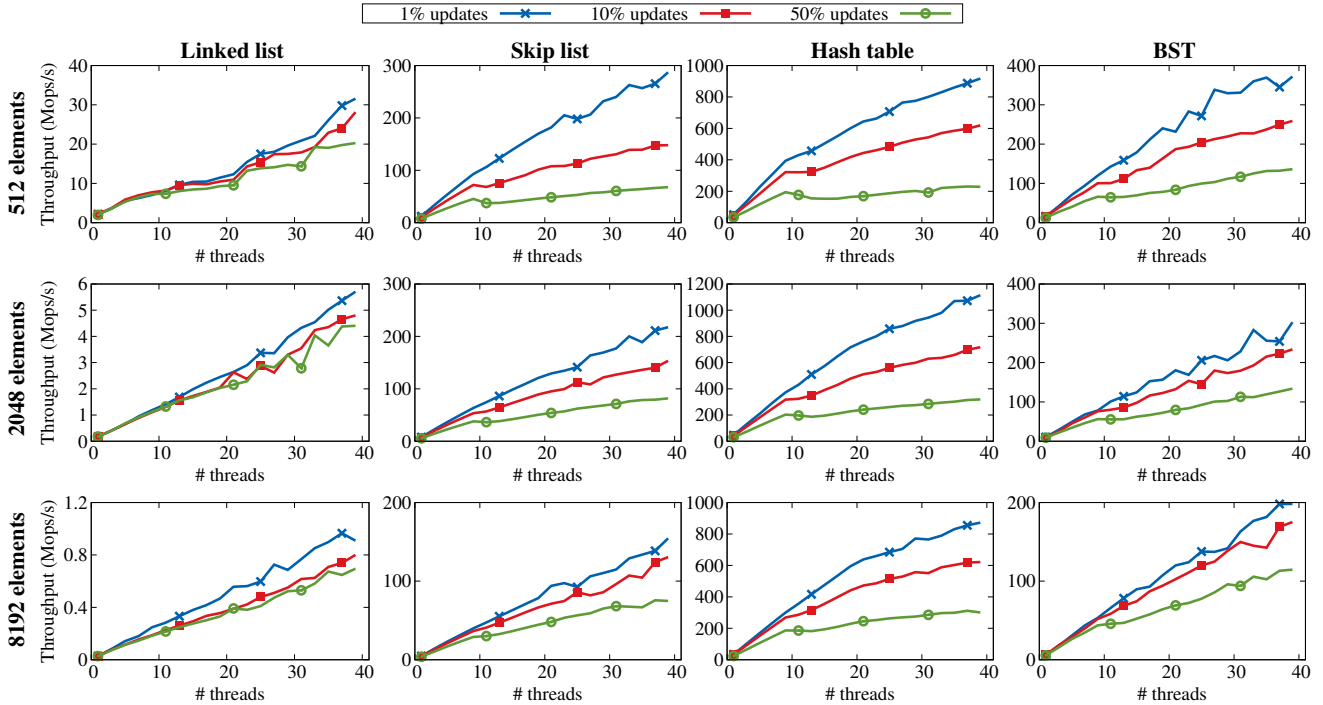 1% updates 10% updates 50% updates
Linked list Skip list Hash table BST
512 elements
Throughput (Mops/s)
0 10 20 30 40
0 10 20 30 40
# threads
0 100 200 300
0 10 20 30 40
# threads
0 200 400 600 800 1000
0 10 20 30 40
# threads
0 100 200 300 400
0 10 20 30 40
# threads
2048 elements
Throughput (Mops/s)
0 1 2 3 4 5 6
0 10 20 30 40
# threads
0 100 200 300
0 10 20 30 40
# threads
0 200 400 600 800 1000 1200
0 10 20 30 40
# threads
0 100 200 300 400
0 10 20 30 40
# threads
8192 elements
Throughput (Mops/s)
0 0.4 0.8 1.2
0 10 20 30 40
# threads
0 100 200
0 10 20 30 40
# threads
0 200 400 600 800 1000
0 10 20 30 40
# threads
0 100 200
0 10 20 30 40
# threads